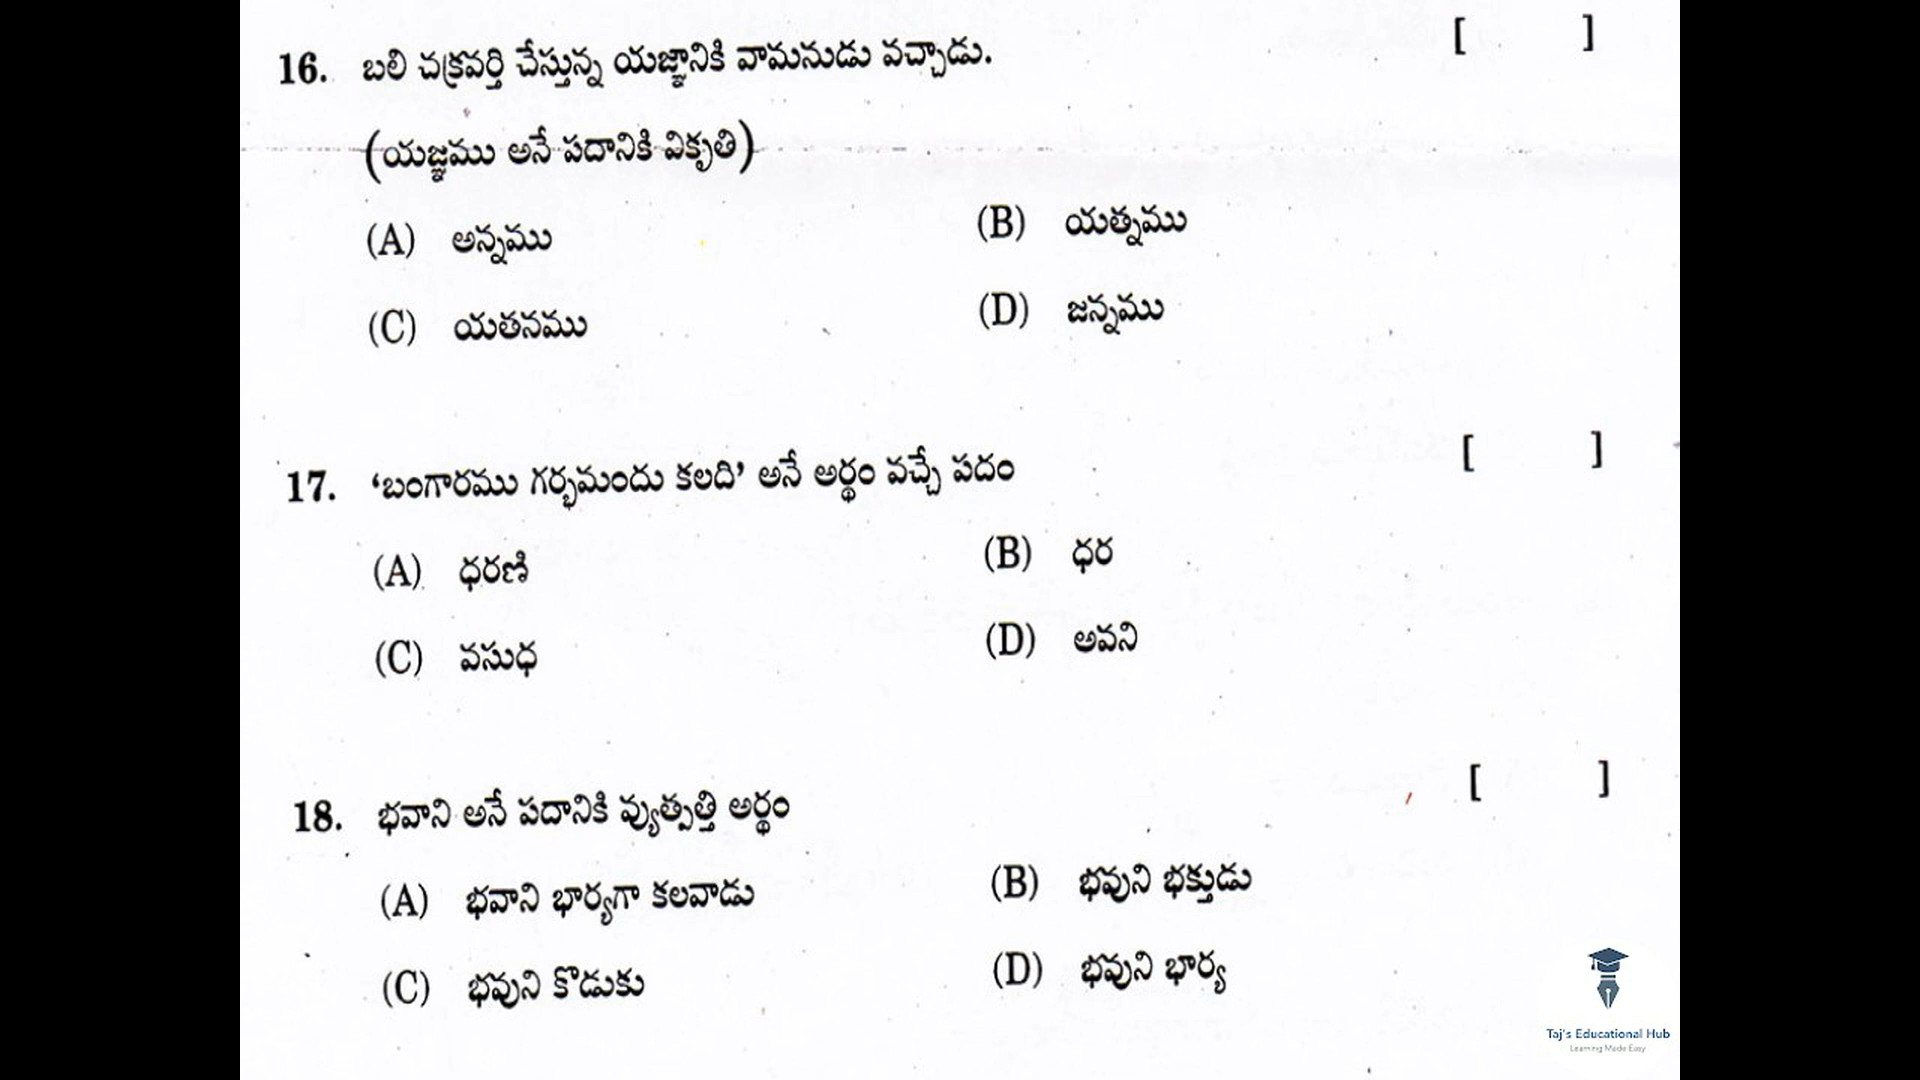 16. బలి చక్రవర్తి చేస్తున్న యజ్ఞానికి వామనుడు వచ్చాడు. [ ]
(యజ్ఞము అనే పదానికి వికృతి)
(A) అన్నము (B) యత్నము
(C) యతనము (D) జన్నము
17. ‘బంగారము గర్భమందు కలది’ అనే అర్థం వచ్చే పదం [ ]
(A) ధరణి (B) ధర
(C) వసుధ (D) అవని
18. భవాని అనే పదానికి వ్యుత్పత్తి అర్థం [ ]
(A) భవాని భార్యగా కలవాడు (B) భవుని భక్తుడు
(C) భవుని కొడుకు (D) భవుని భార్య
Taj's Educational Hub
Learning Made Easy